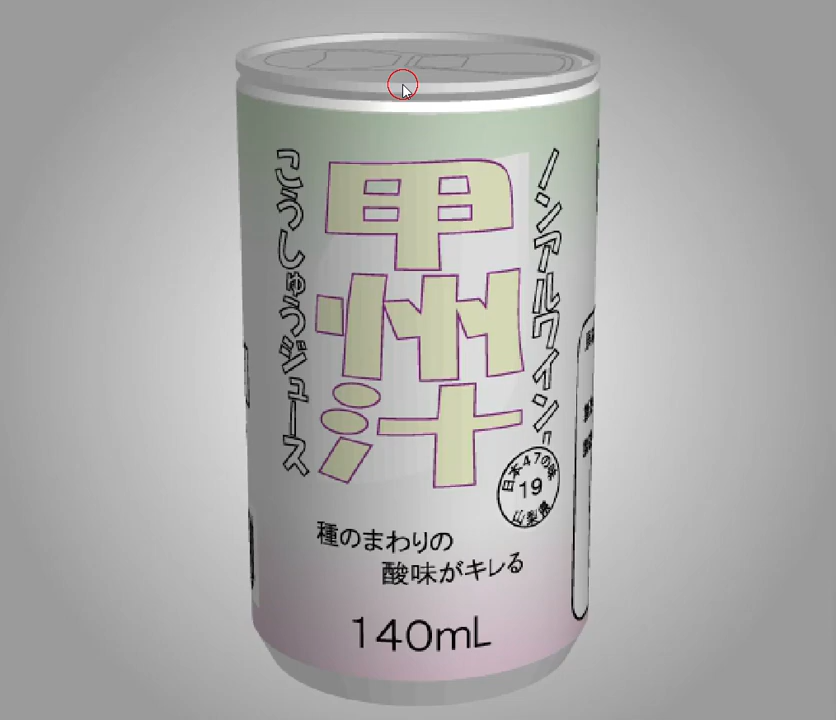 ノンアルワイン=
甲州汁
こうしゅうジュース
日本47の味
19
山梨県
種のまわりの
酸味がキレる
140mL